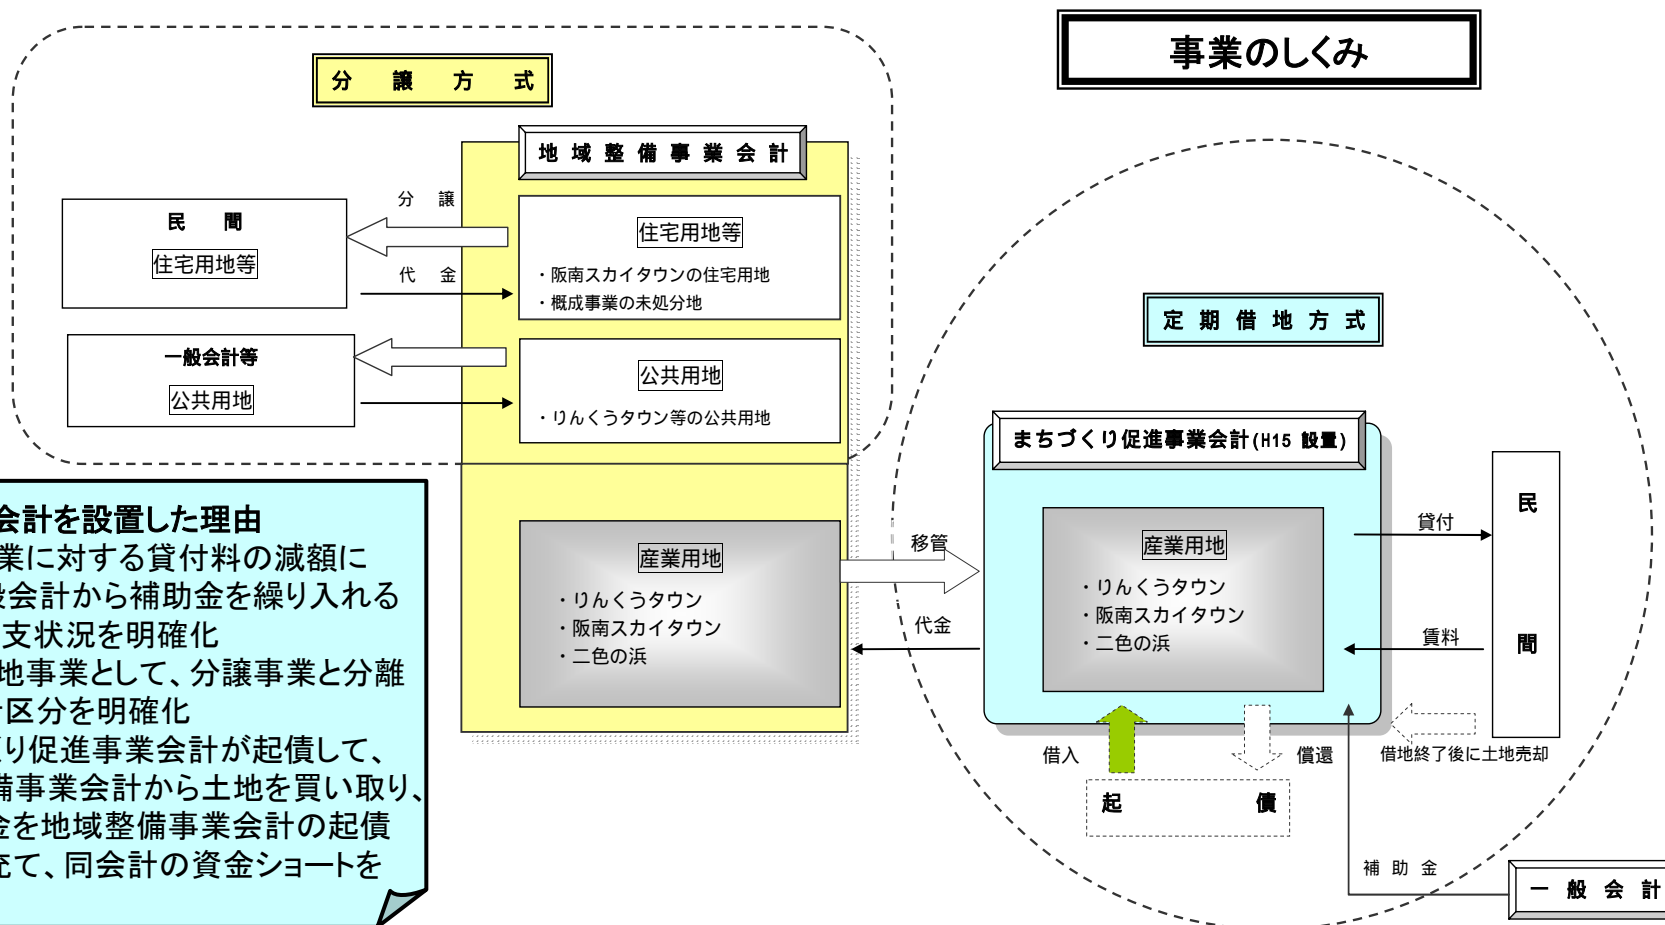 事業のしくみ
分譲方式
地域整備事業会計
民間
住宅用地等
分譲
代金
住宅用地等
・阪南スカイタウンの住宅用地
・概成事業の未処分地
一般会計等
公共用地
公共用地
・りんくうタウン等の公共用地
産業用地
・りんくうタウン
・阪南スカイタウン
・二色の浜
移管
代金
定期借地方式
まちづくり促進事業会計(H15 設置)
産業用地
・りんくうタウン
・阪南スカイタウン
・二色の浜
貸付
賃料
民間
借入
償還
借地終了後に土地売却
起債
補助金
一般会計
会計を設置した理由
業に対する貸付料の減額に
会計から補助金を繰り入れる
支状況を明確化
地事業として、分譲事業と分離
区分を明確化
り促進事業会計が起債して、
備事業会計から土地を買い取り、
金を地域整備事業会計の起債
充て、同会計の資金ショートを